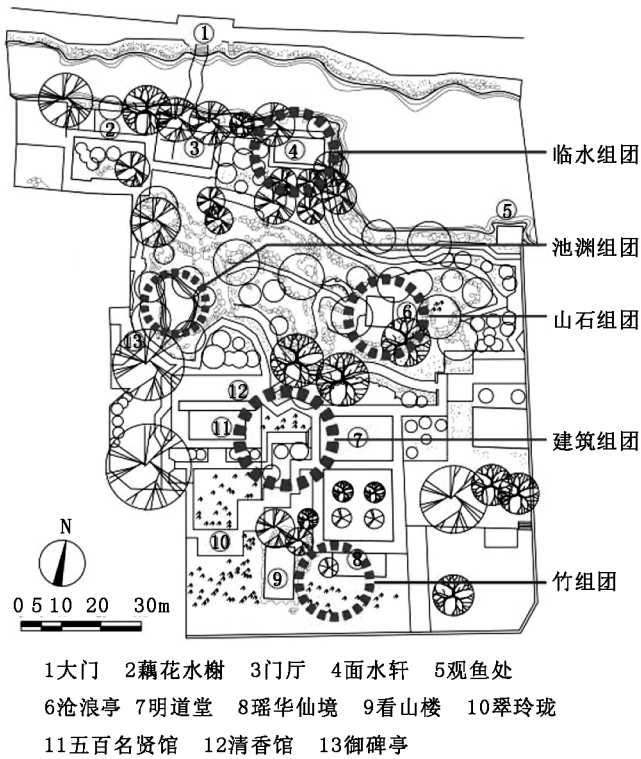 ①
②
③
④
临水组团
⑤
池渊组团
⑥
山石组团
⑬
⑫
⑪
⑦
建筑组团
⑩
⑧
⑨
竹组团
N
0 5 10 20 30m
1大门 2藕花水榭 3门厅 4面水轩 5观鱼处
6沧浪亭 7明道堂 8瑶华仙境 9看山楼 10翠玲珑
11五百名贤馆 12清香馆 13御碑亭